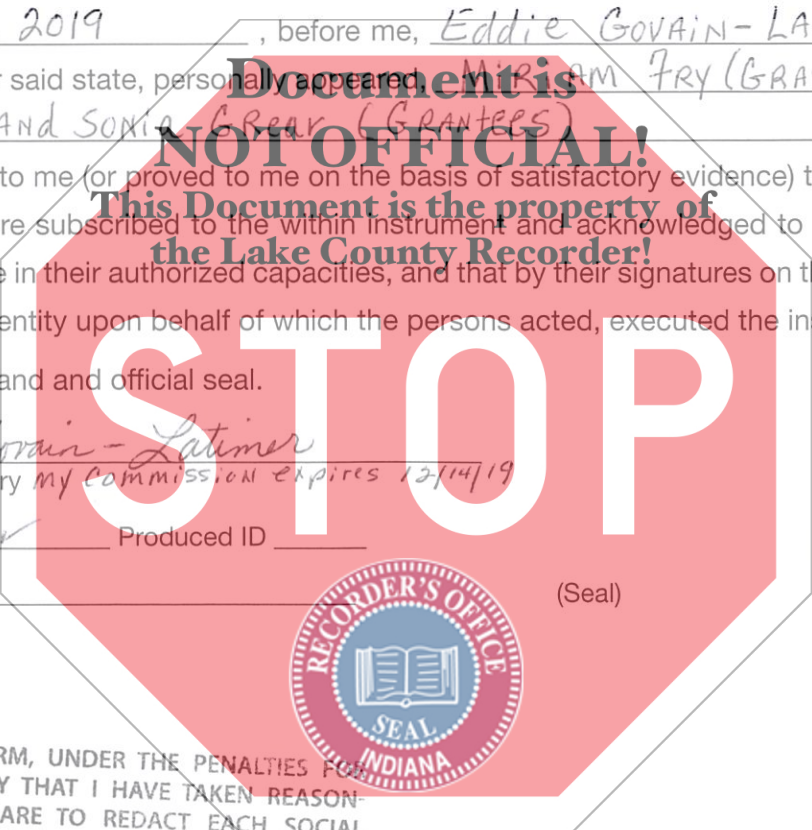 2019 , before me, Eddie GOVAIN-LA
said state, personally appeared, MiRiAM FRY (GRA
Document is
And Sonia GRear (GRANTEES)
NOT OFFICIAL!
to me (or proved to me on the basis of satisfactory evidence) t
This Document is the property of
re subscribed to the within instrument and acknowledged to
the Lake County Recorder!
e in their authorized capacities, and that by their signatures on t
entity upon behalf of which the persons acted, executed the in
STOP
and and official seal.
ovain - Latimer
ry My Commission expires 12/14/19
Produced ID
(Seal)
RECORDER'S OFFICE
SEAL
INDIANA
RM, UNDER THE PENALTIES FOR
Y THAT I HAVE TAKEN REASON-
ARE TO REDACT EACH SOCIAL